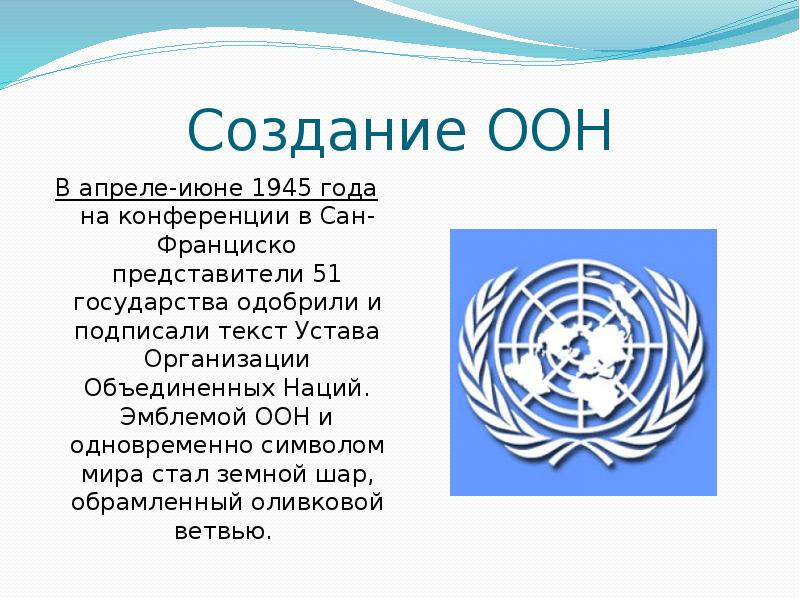 Создание ООН
В апреле-июне 1945 года
на конференции в Сан-
Франциско
представители 51
государства одобрили и
подписали текст Устава
Организации
Объединенных Наций.
Эмблемой ООН и
одновременно символом
мира стал земной шар,
обрамленный оливковой
ветвью.